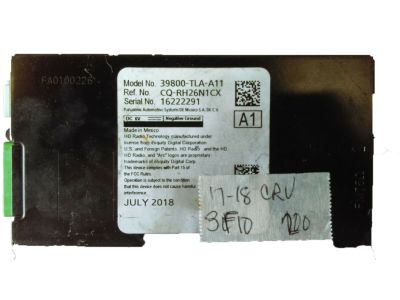 FA0100226
Model No. 39800-TLA-A11
Ref. No. CQ-RH26N1CX
Serial No. 16222291
DC 6V Negative Ground
A1
Made in Mexico
HD Radio Technology manufactured under
license from iBiquity Digital Corporation
U.S. and Foreign Patents. HD Radio and the HD,
HD Radio, and "Arc" logos are proprietary
trademarks of iBiquity Digital Corp.
This device complies with Part 15 of
the FCC Rules.
Operation is subject to the condition
that this device does not cause harmful
interference.
JULY 2018
17-18 CRV